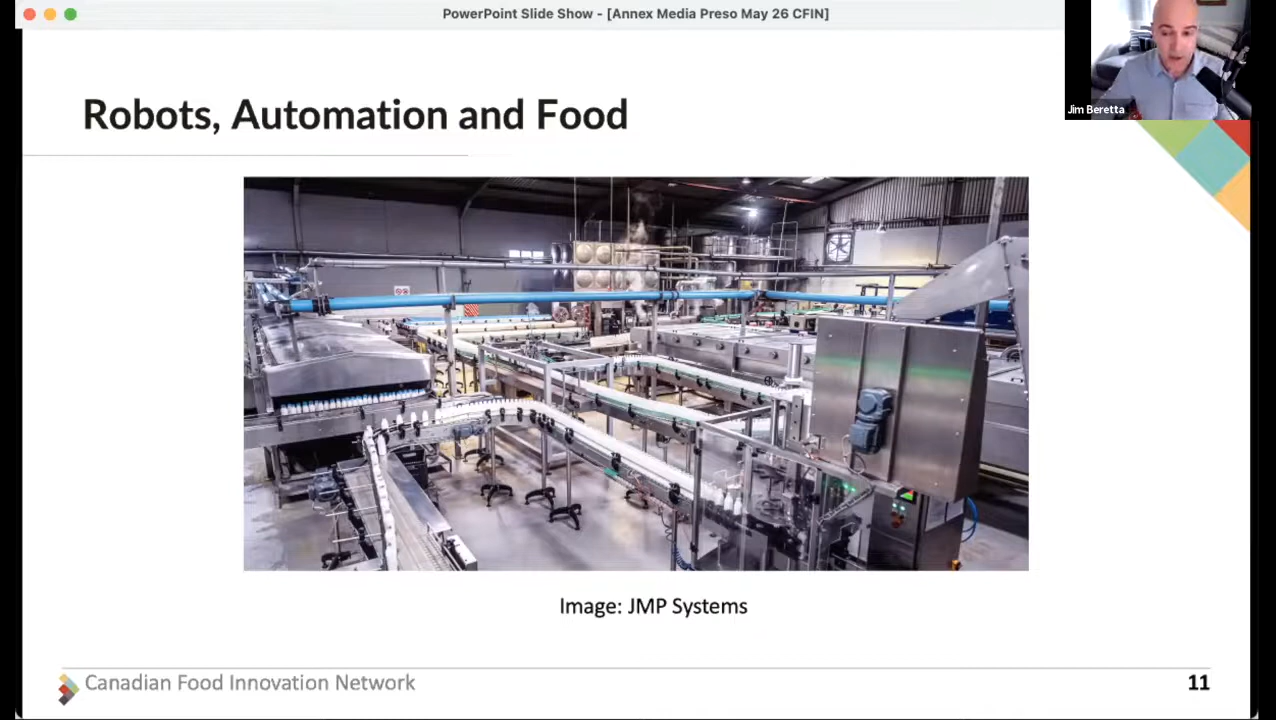 PowerPoint Slide Show - [Annex Media Preso May 26 CFIN]
Jim Beretta
Robots, Automation and Food
Image: JMP Systems
Canadian Food Innovation Network
11